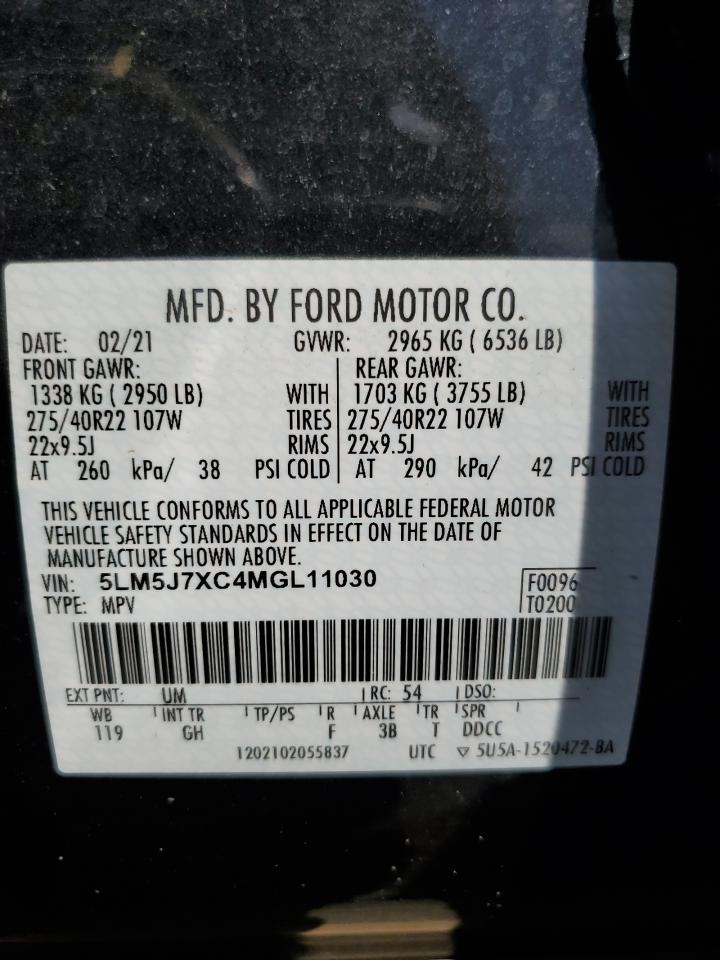 MFD. BY FORD MOTOR CO.
DATE: 02/21 GVWR: 2965 KG ( 6536 LB)
FRONT GAWR: REAR GAWR:
1338 KG ( 2950 LB) WITH 1703 KG ( 3755 LB) WITH
275/40R22 107W TIRES 275/40R22 107W TIRES
22x9.5J RIMS 22x9.5J RIMS
AT 260 kPa/ 38 PSI COLD AT 290 kPa/ 42 PSI COLD
THIS VEHICLE CONFORMS TO ALL APPLICABLE FEDERAL MOTOR
VEHICLE SAFETY STANDARDS IN EFFECT ON THE DATE OF
MANUFACTURE SHOWN ABOVE.
VIN: 5LM5J7XC4MGL11030 F0096
TYPE: MPV T0200
EXT PNT: UM RC: 54 DSO:
WB INT TR TP/PS R AXLE TR SPR
119 GH F 3B T DDCC
1202102055837 UTC ▽ 5U5A-1520472-BA